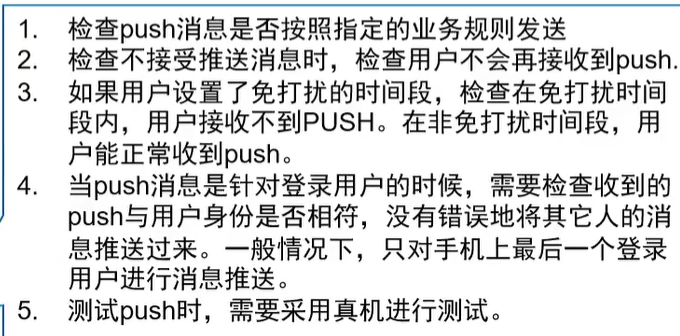 1. 检查push消息是否按照指定的业务规则发送
2. 检查不接受推送消息时，检查用户不会再接收到push.
3. 如果用户设置了免打扰的时间段，检查在免打扰时间
段内，用户接收不到PUSH。在非免打扰时间段，用
户能正常收到push。
4. 当push消息是针对登录用户的时候，需要检查收到的
push与用户身份是否相符，没有错误地将其它人的消
息推送过来。一般情况下，只对手机上最后一个登录
用户进行消息推送。
5. 测试push时，需要采用真机进行测试。